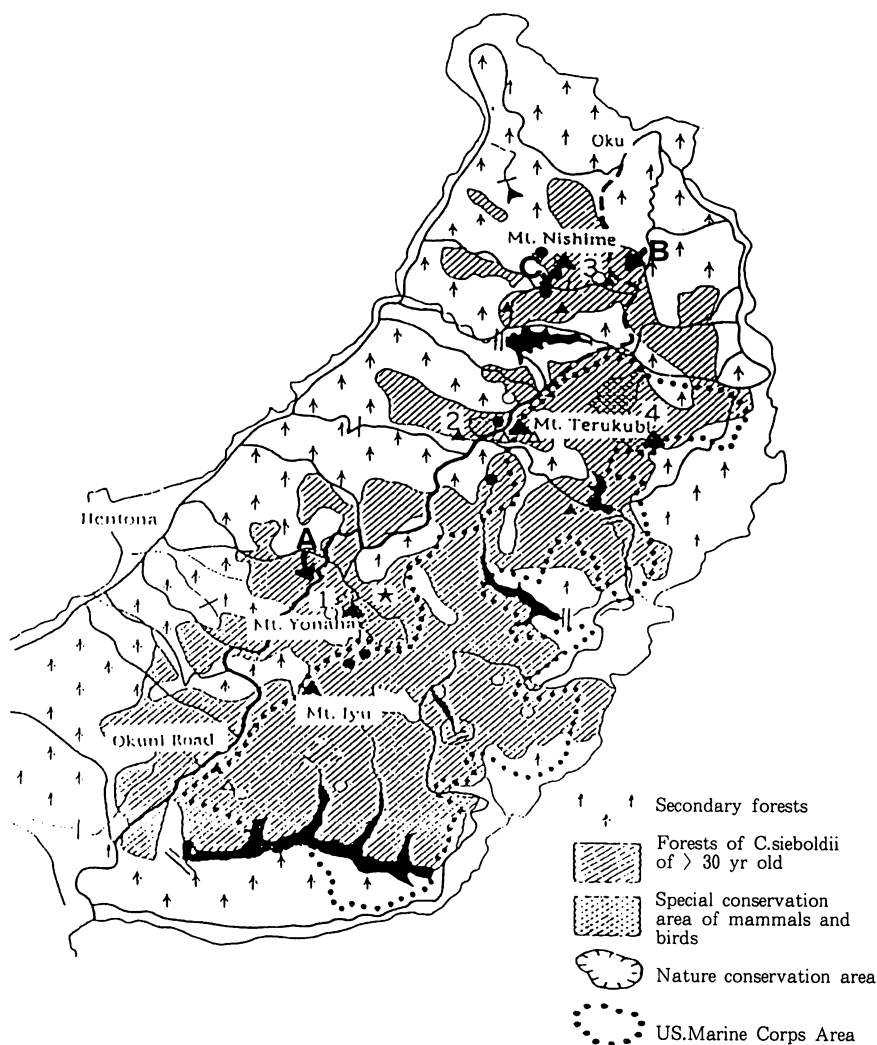 Oku
Mt. Nishime
B
C
3
2
Mt. Terukubi
4
Hentona
A
1
Mt. Yonaha
Mt. Iyu
Okuni Road
Secondary forests
Forests of C.sieboldii
of > 30 yr old
Special conservation
area of mammals and
birds
Nature conservation area
US.Marine Corps Area